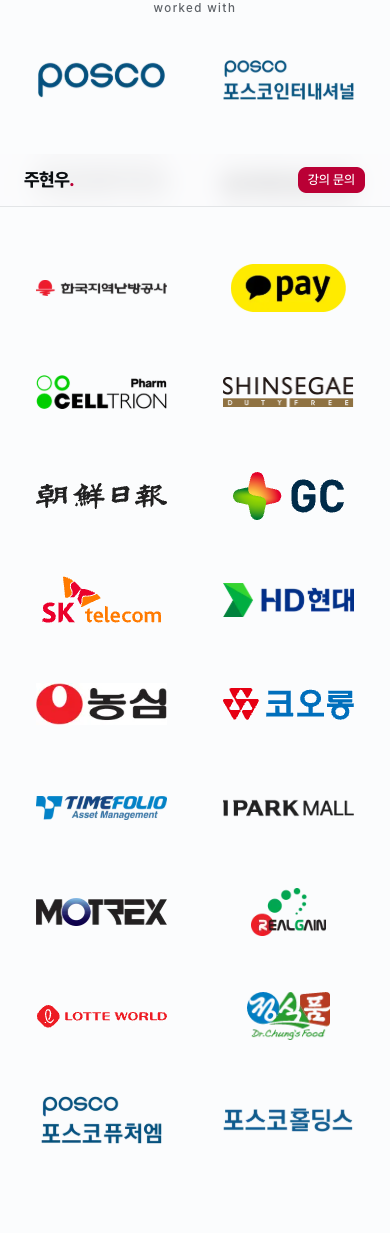 worked with
posco
posco
포스코인터내셔널
주현우.
강의 문의
한국지역난방공사
pay
Pharm
CELLTRION
SHINSEGAE
DUTY FREE
朝鮮日報
GC
SK telecom
HD현대
농심
코오롱
TIMEFOLIO
Asset Management
IPARK MALL
MOTREX
REALGAIN
LOTTE WORLD
정식품
Dr.Chung's Food
posco
포스코퓨처엠
포스코홀딩스